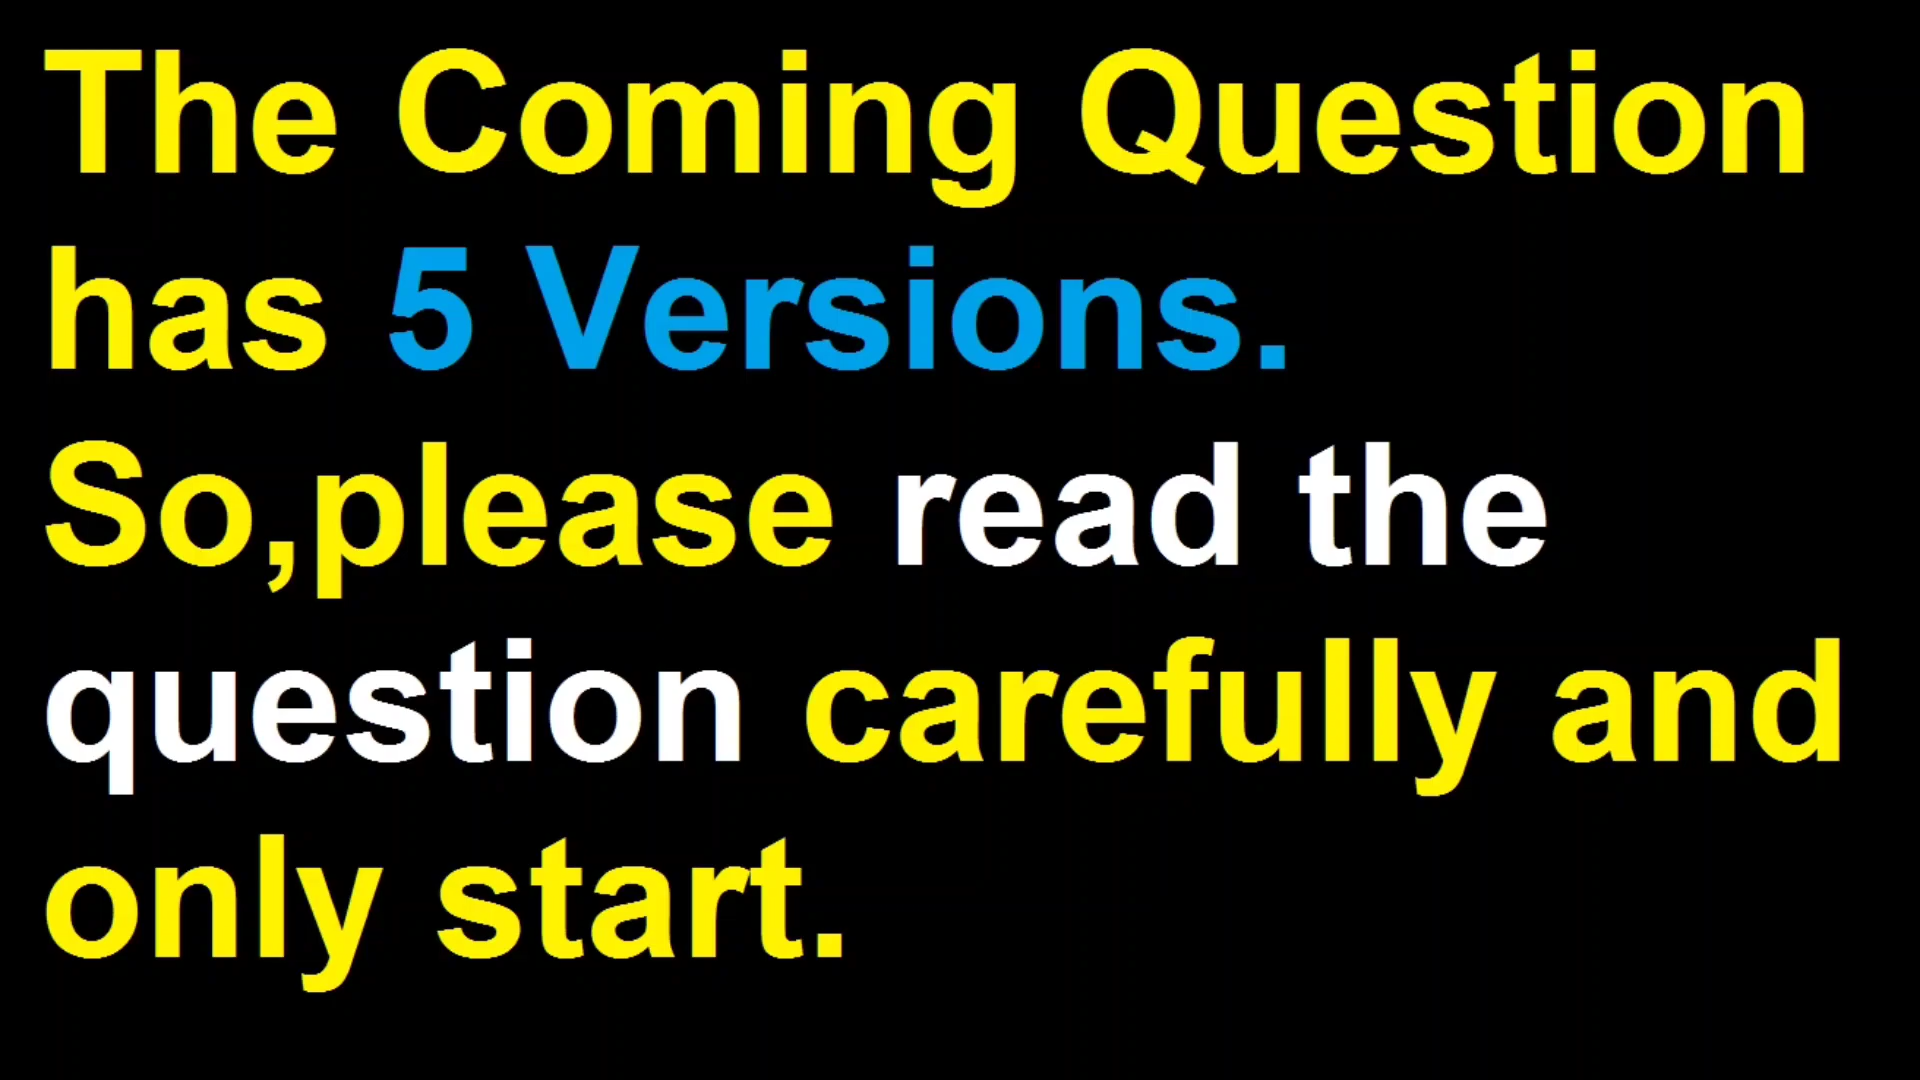 The Coming Question
has 5 Versions.
So,please read the
question carefully and
only start.